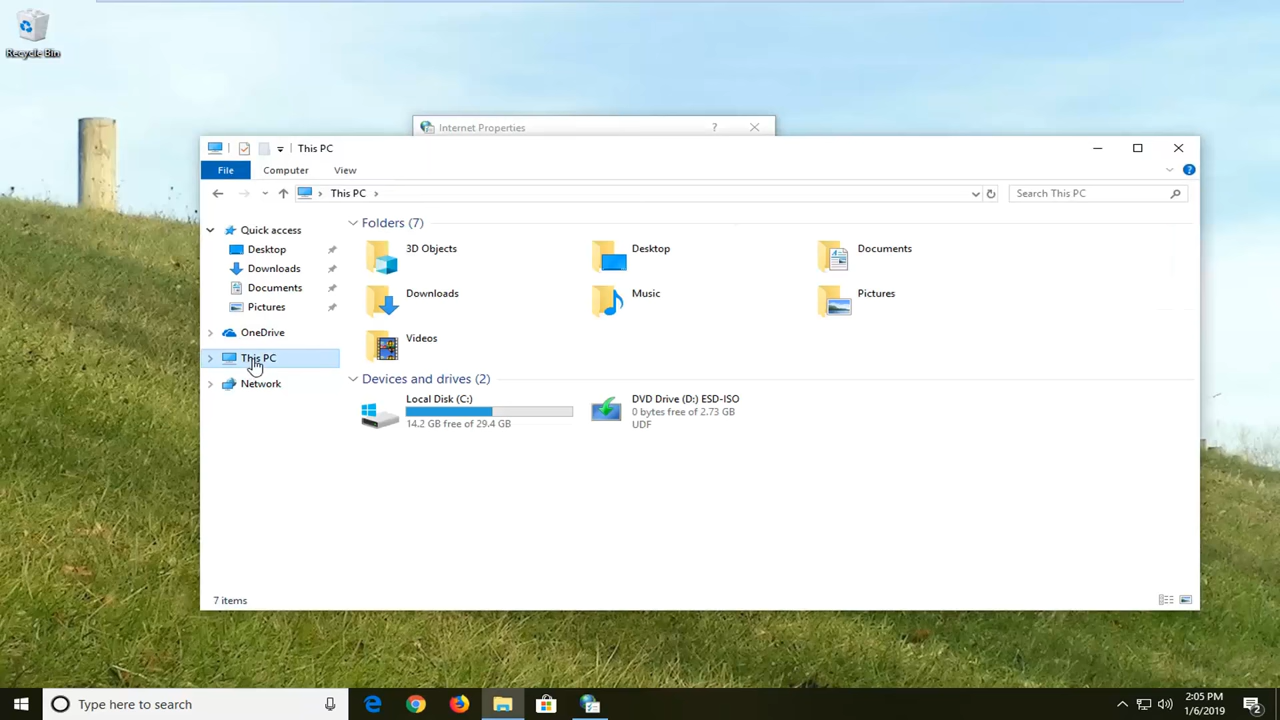 Recycle Bin
Internet Properties
?
This PC
File
Computer
View
This PC
Search This PC
Quick access
Desktop
Downloads
Documents
Pictures
OneDrive
This PC
Network
Folders (7)
3D Objects
Desktop
Documents
Downloads
Music
Pictures
Videos
Devices and drives (2)
Local Disk (C:)
14.2 GB free of 29.4 GB
DVD Drive (D:) ESD-ISO
0 bytes free of 2.73 GB
UDF
7 items
Type here to search
2:05 PM
1/6/2019
2